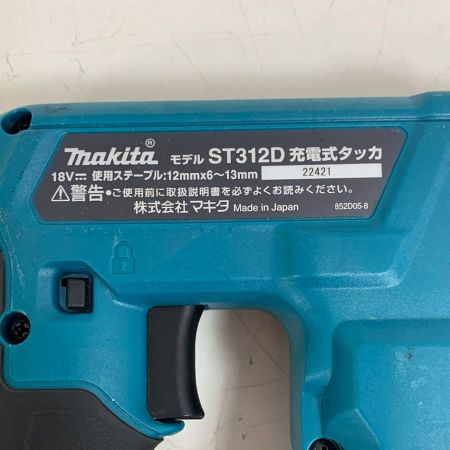 makita® モデル ST312D 充電式タッカ
18V⎓ 使用ステープル:12mmx6～13mm 22421
⚠警告 ●ご使用前に取扱説明書を必ずよくお読みください。
株式会社 マキタ Made in Japan 852D05-8